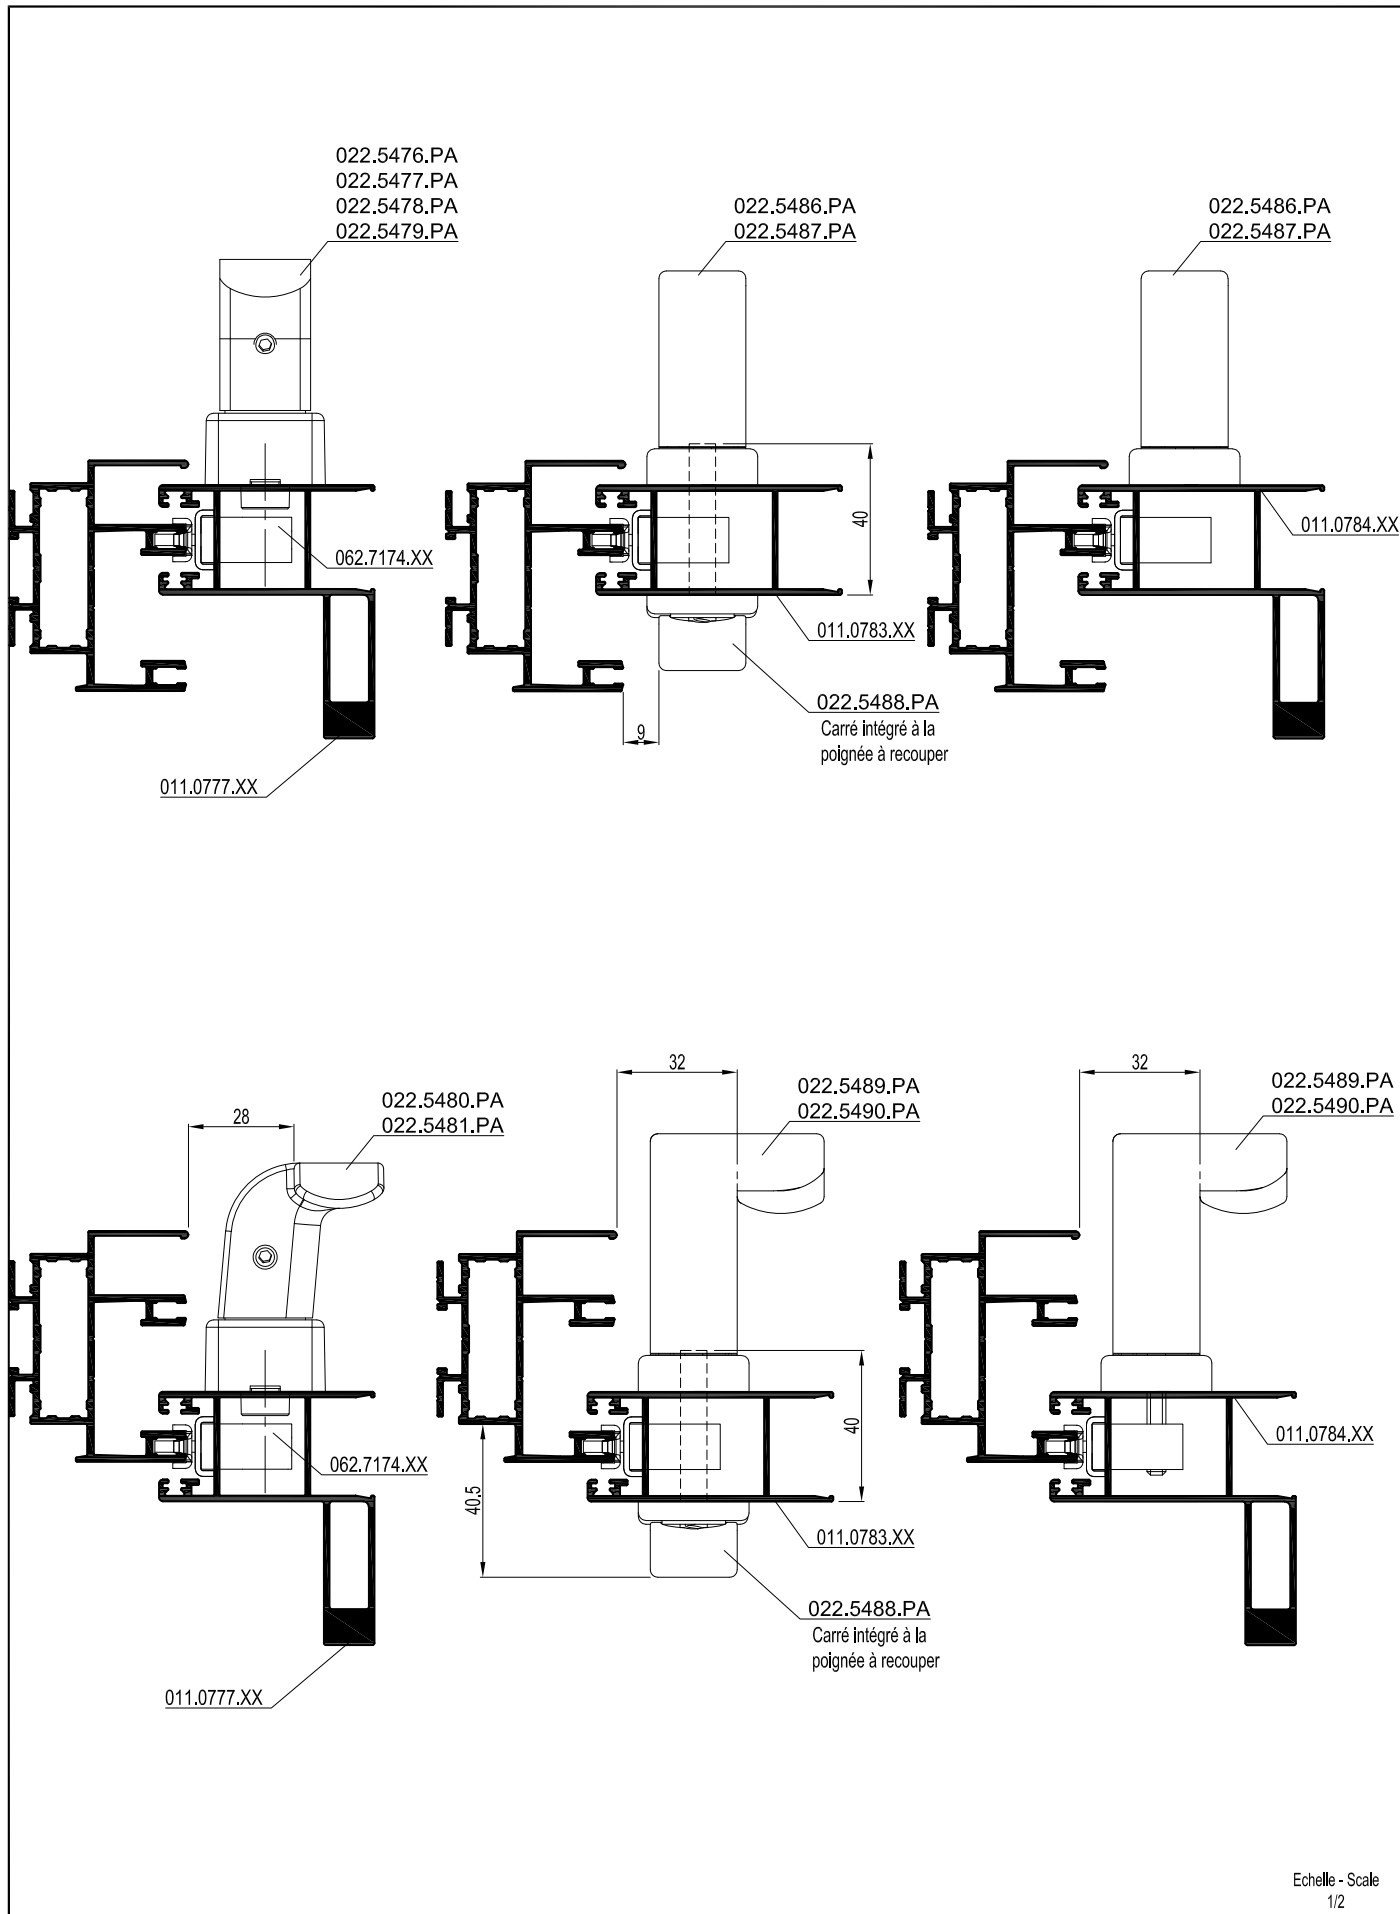 022.5476.PA
022.5477.PA
022.5478.PA
022.5479.PA
062.7174.XX
011.0777.XX
022.5486.PA
022.5487.PA
40
011.0783.XX
022.5488.PA
Carré intégré à la
poignée à recouper
9
022.5486.PA
022.5487.PA
011.0784.XX
28
022.5480.PA
022.5481.PA
062.7174.XX
011.0777.XX
32
022.5489.PA
022.5490.PA
40
40.5
011.0783.XX
022.5488.PA
Carré intégré à la
poignée à recouper
32
022.5489.PA
022.5490.PA
011.0784.XX
Echelle - Scale
1/2